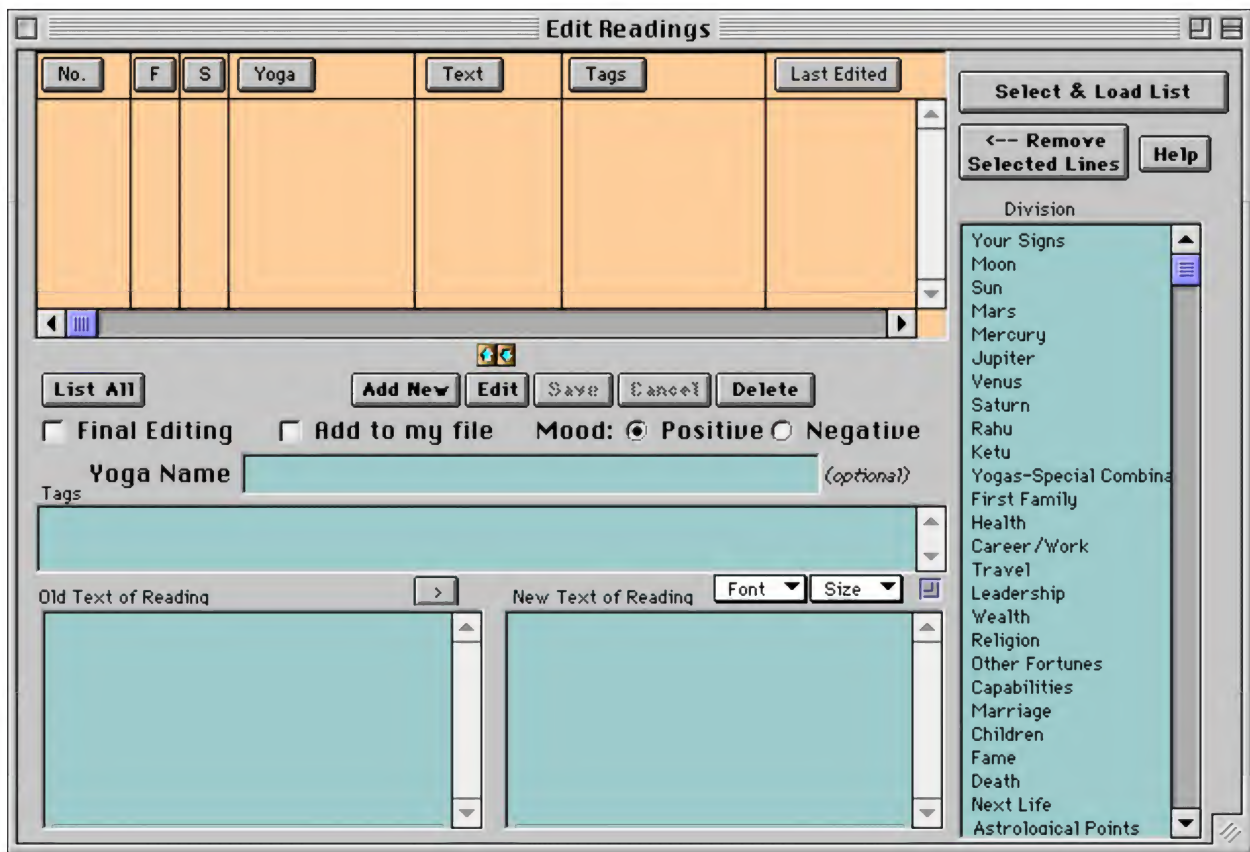 Edit Readings
No. F S Yoga Text Tags Last Edited
Select & Load List
<-- Remove
Selected Lines
Help
Division
Your Signs
Moon
Sun
Mars
Mercury
Jupiter
Venus
Saturn
Rahu
Ketu
Yogas-Special Combina
First Family
Health
Career/Work
Travel
Leadership
Wealth
Religion
Other Fortunes
Capabilities
Marriage
Children
Fame
Death
Next Life
Astrological Points
List All Add New Edit Save Cancel Delete
Final Editing Add to my file Mood: Positive Negative
Yoga Name (optional)
Tags
Old Text of Reading > New Text of Reading Font Size